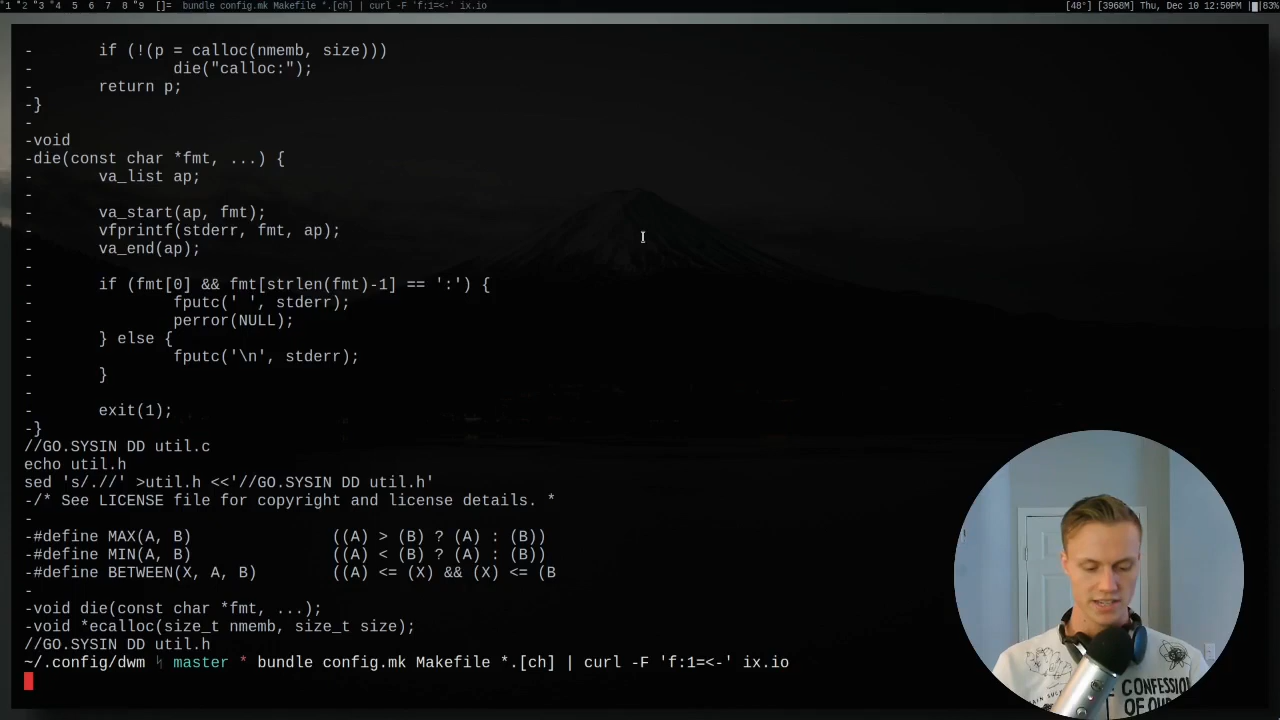 °1 °2 °3 °4 5 6 7 °8 °9 []= bundle config.mk Makefile *.[ch] | curl -F 'f:1=<-' ix.io [48°] [3968M] Thu, Dec 10 12:50PM | |83%
- if (!(p = calloc(nmemb, size)))
- die("calloc:");
- return p;
-}
-
-void
-die(const char *fmt, ...) {
- va_list ap;
-
- va_start(ap, fmt);
- vfprintf(stderr, fmt, ap);
- va_end(ap);
-
- if (fmt[0] && fmt[strlen(fmt)-1] == ':') {
- fputc(' ', stderr);
- perror(NULL);
- } else {
- fputc('\n', stderr);
- }
-
- exit(1);
-}
//GO.SYSIN DD util.c
echo util.h
sed 's/.//' >util.h <<'//GO.SYSIN DD util.h'
-/* See LICENSE file for copyright and license details. *
-
-#define MAX(A, B) ((A) > (B) ? (A) : (B))
-#define MIN(A, B) ((A) < (B) ? (A) : (B))
-#define BETWEEN(X, A, B) ((A) <= (X) && (X) <= (B
-
-void die(const char *fmt, ...);
-void *ecalloc(size_t nmemb, size_t size);
//GO.SYSIN DD util.h
~/.config/dwm master * bundle config.mk Makefile *.[ch] | curl -F 'f:1=<-' ix.io
CONFESSION
OF OUR